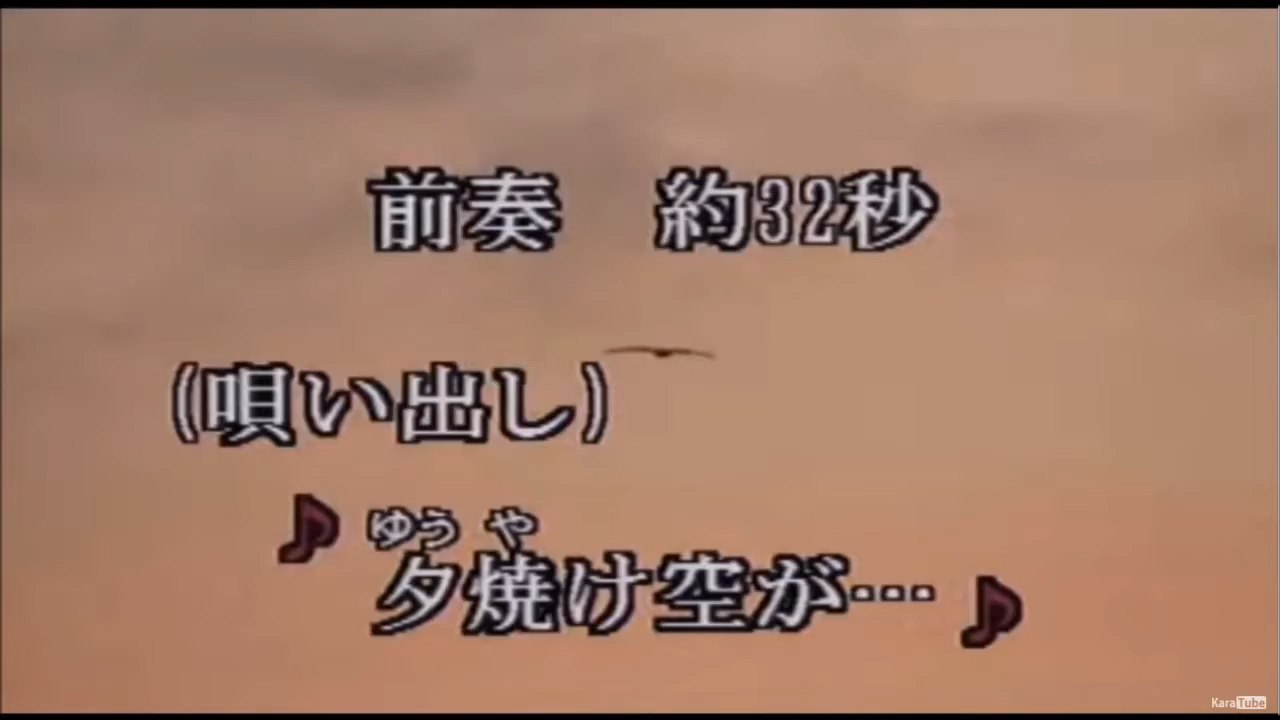 前奏　約32秒
(唄い出し)
ゆう や
♪ 夕焼け空が… ♪
KaraTube